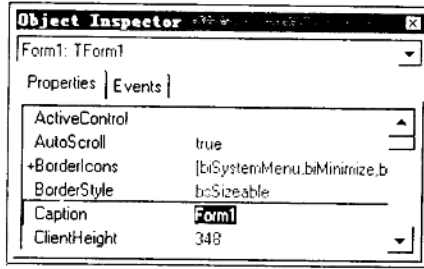 Object Inspector
Form1: TForm1
Properties Events
ActiveControl
AutoScroll true
+BorderIcons [biSystemMenu,biMinimize,b
BorderStyle bsSizeable
Caption Form1
ClientHeight 348